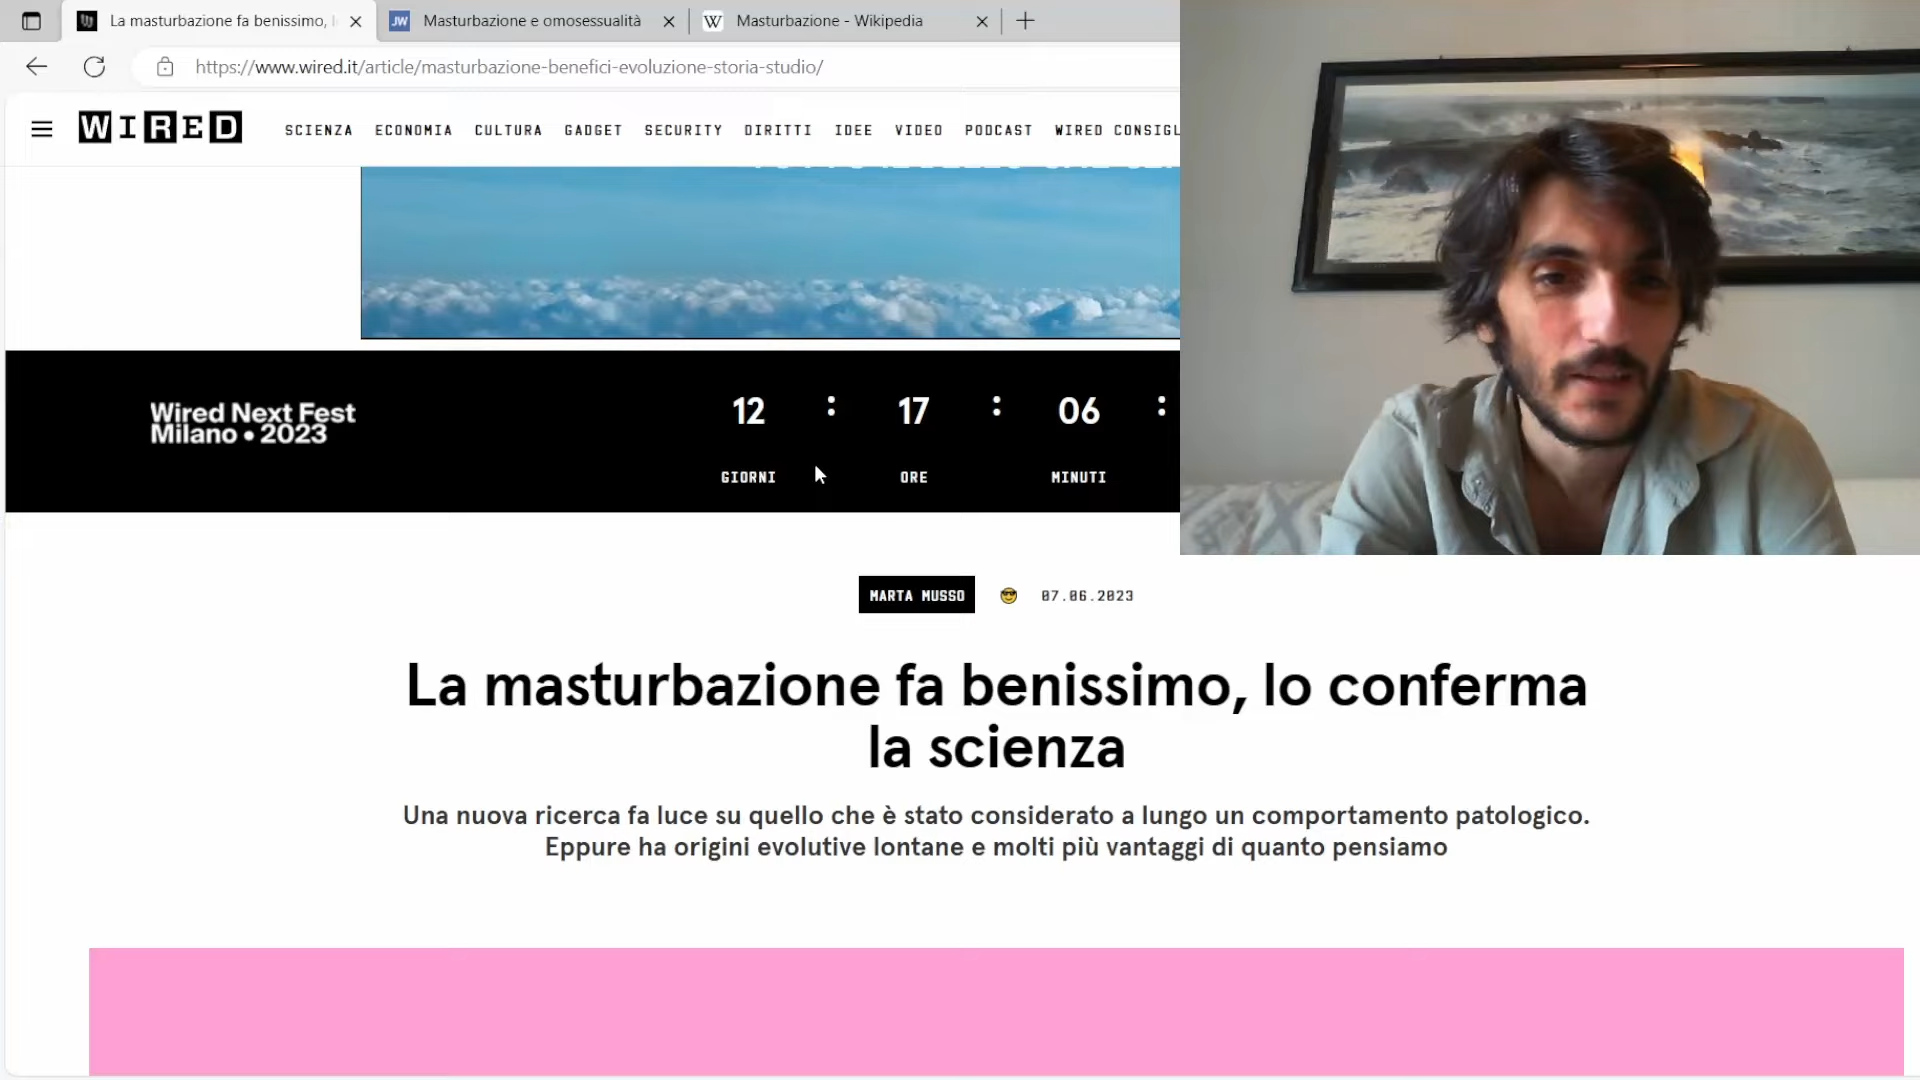 La masturbazione fa benissimo,
Masturbazione e omosessualità
Masturbazione - Wikipedia
https://www.wired.it/article/masturbazione-benefici-evoluzione-storia-studio/
WIRED
SCIENZA ECONOMIA CULTURA GADGET SECURITY DIRITTI IDEE VIDEO PODCAST WIRED CONSIGL
Wired Next Fest
Milano • 2023
12 : 17 : 06 :
GIORNI ORE MINUTI
MARTA MUSSO 07.06.2023
La masturbazione fa benissimo, lo conferma
la scienza
Una nuova ricerca fa luce su quello che è stato considerato a lungo un comportamento patologico.
Eppure ha origini evolutive lontane e molti più vantaggi di quanto pensiamo
JW
W